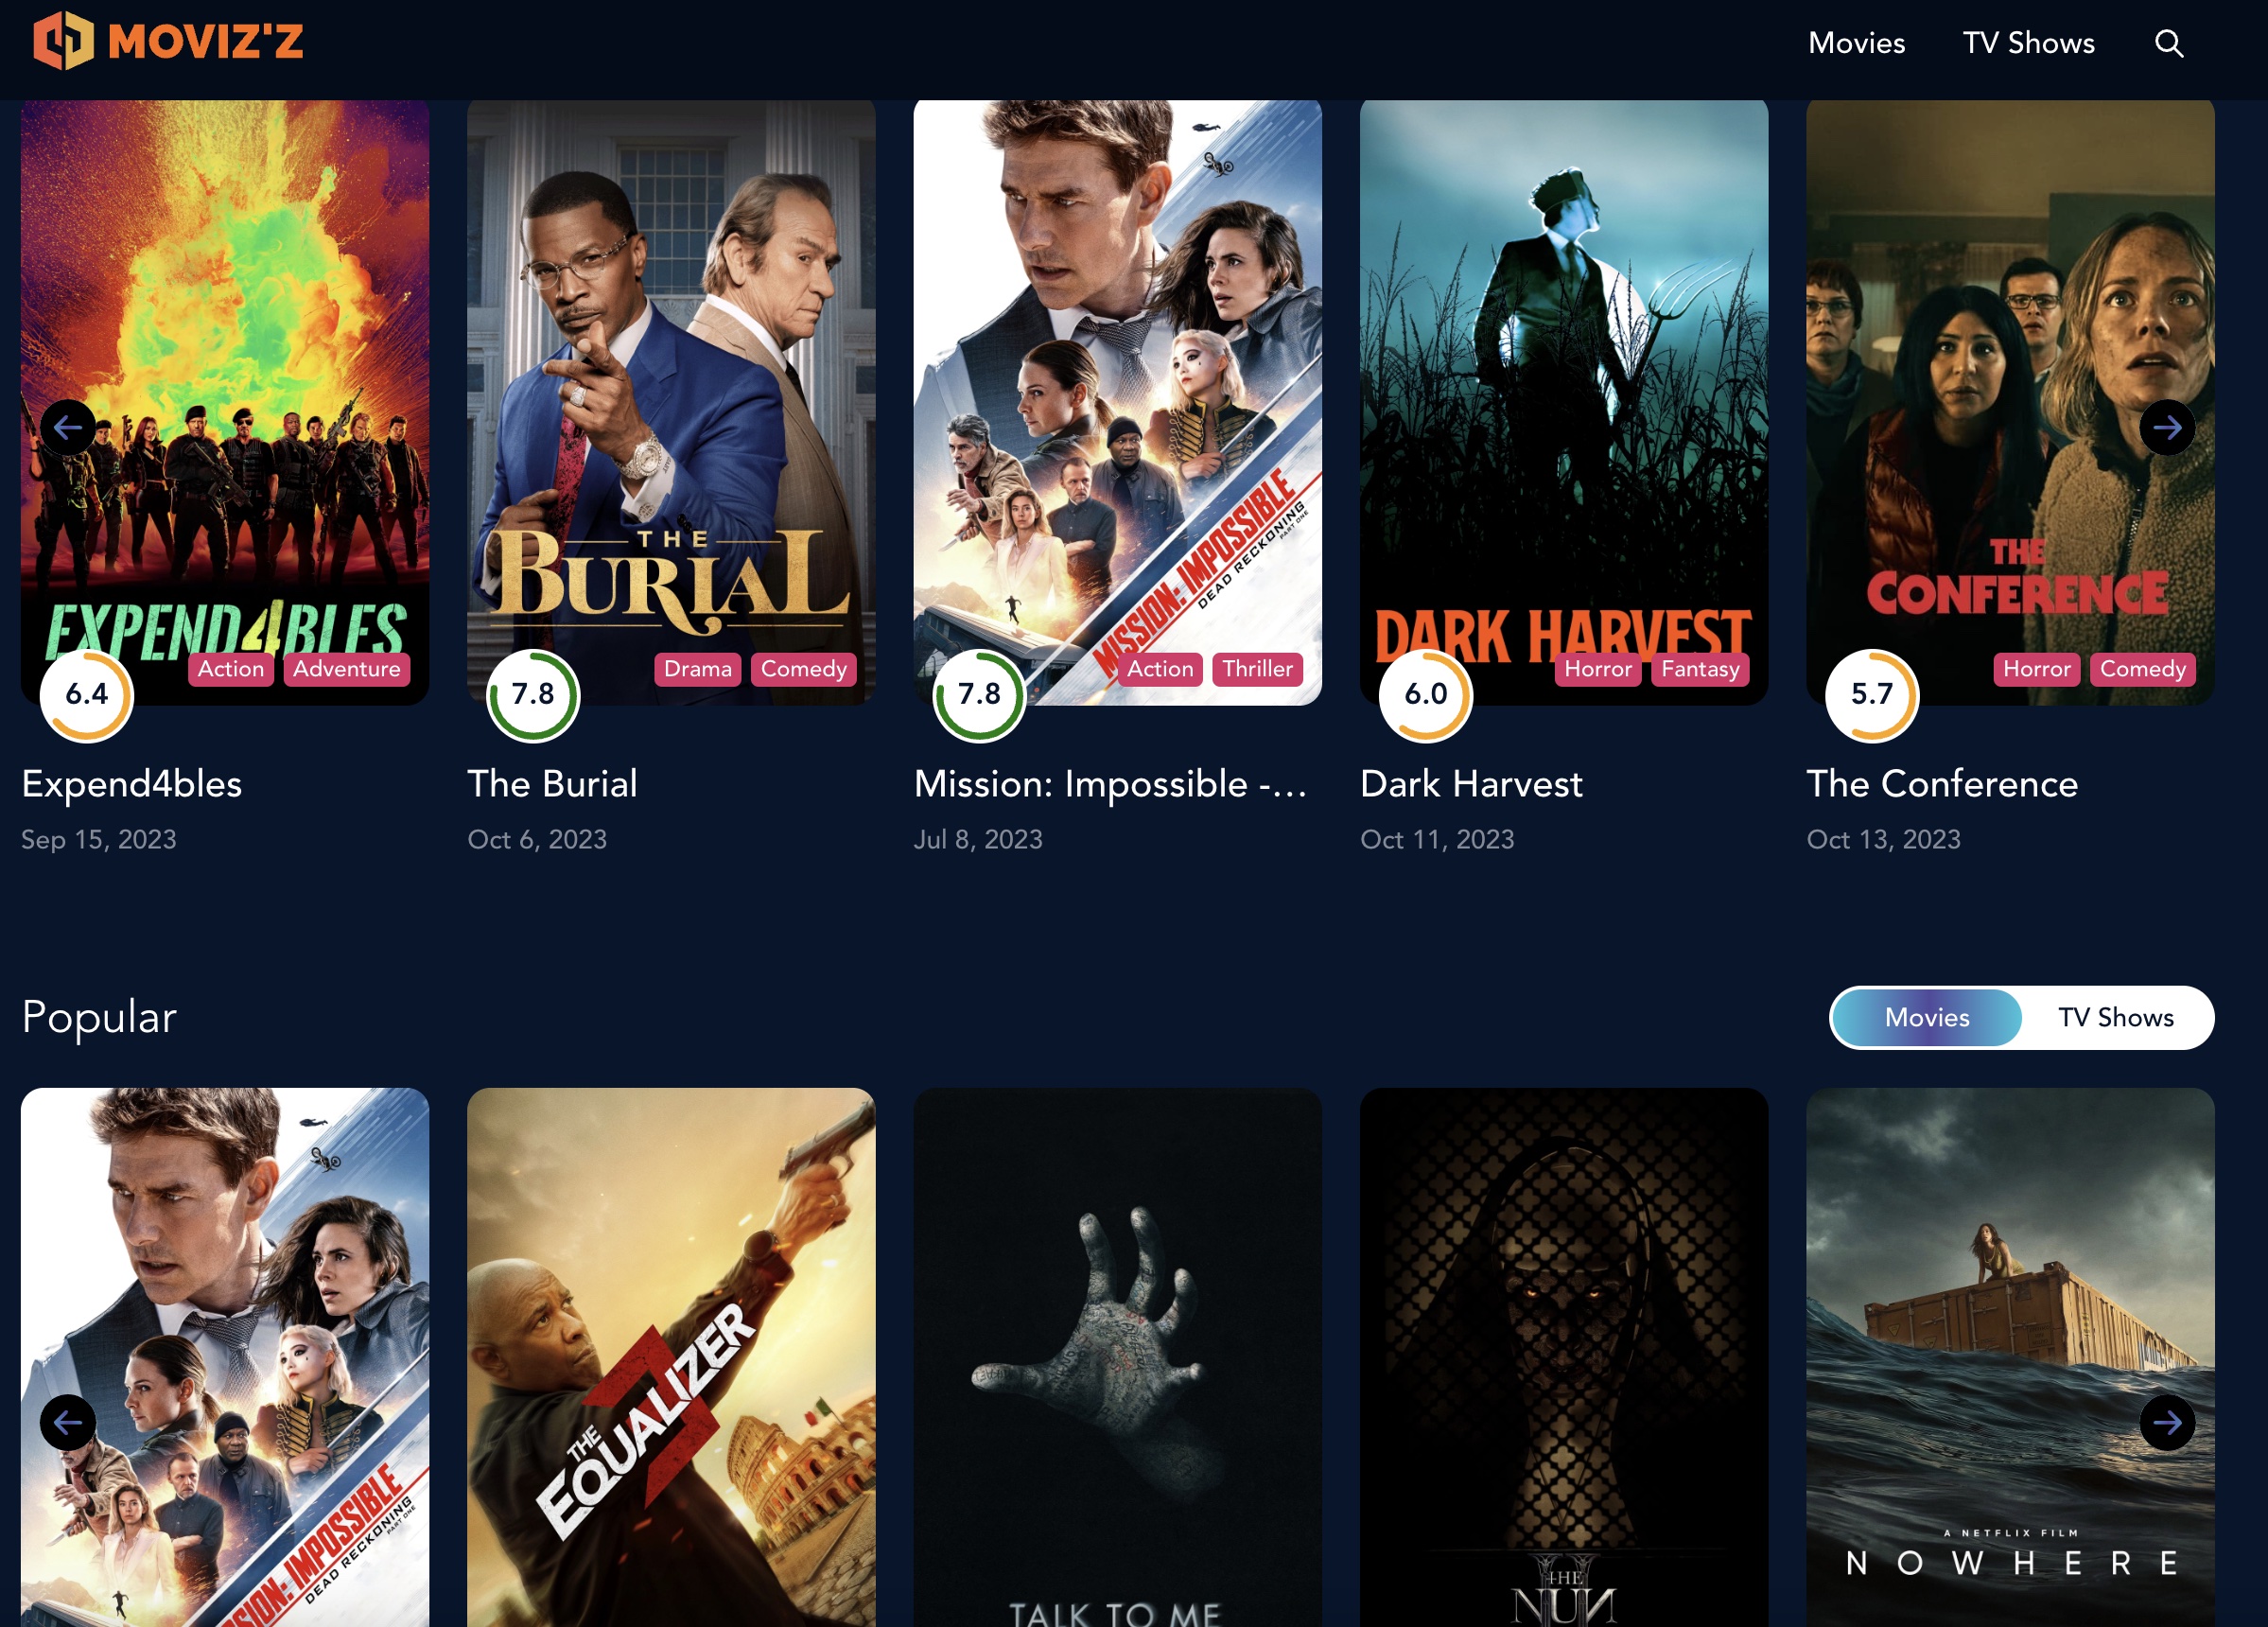 MOVIZ'Z
Movies
TV Shows
EXPEND4BLES
6.4
Action
Adventure
Expend4bles
Sep 15, 2023
THE
BURIAL
7.8
Drama
Comedy
The Burial
Oct 6, 2023
MISSION: IMPOSSIBLE
DEAD RECKONING
PART ONE
7.8
Action
Thriller
Mission: Impossible -...
Jul 8, 2023
DARK HARVEST
6.0
Horror
Fantasy
Dark Harvest
Oct 11, 2023
THE
CONFERENCE
5.7
Horror
Comedy
The Conference
Oct 13, 2023
Popular
Movies
TV Shows
SION: IMPOSSIBLE
DEAD RECKONING
PART ONE
THE
EQUALIZER
3
TALK TO ME
THE
NUN
II
A NETFLIX FILM
NOWHERE